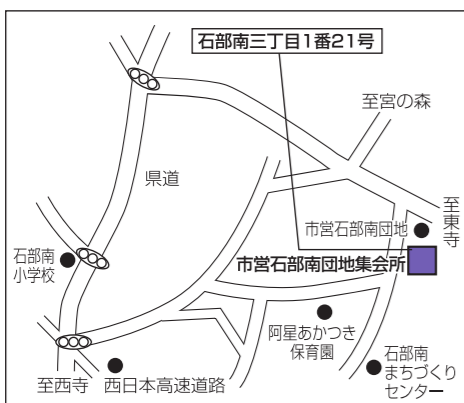 石部南三丁目1番21号
至宮の森
県道
至東寺
市営石部南団地
石部南
小学校
市営石部南団地集会所
阿星あかつき
保育園
石部南
まちづくり
センター
至西寺
西日本高速道路